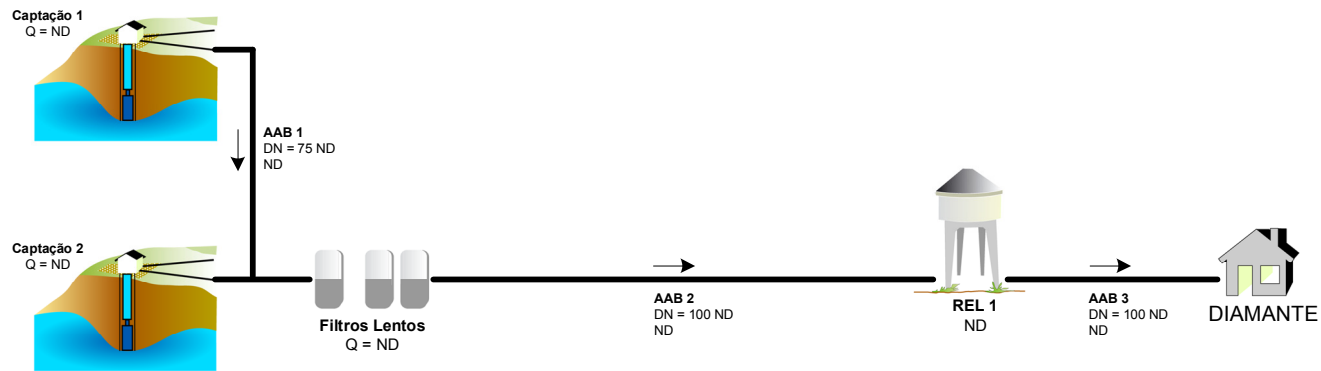 Captação 1
Q = ND
AAB 1
DN = 75 ND
ND
Captação 2
Q = ND
Filtros Lentos
Q = ND
AAB 2
DN = 100 ND
ND
REL 1
ND
AAB 3
DN = 100 ND
ND
DIAMANTE